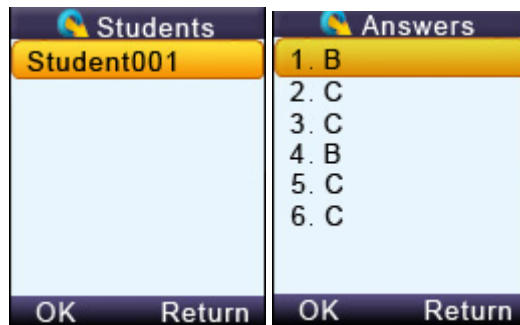 Students
Student001
OK Return
Answers
1. B
2. C
3. C
4. B
5. C
6. C
OK Return